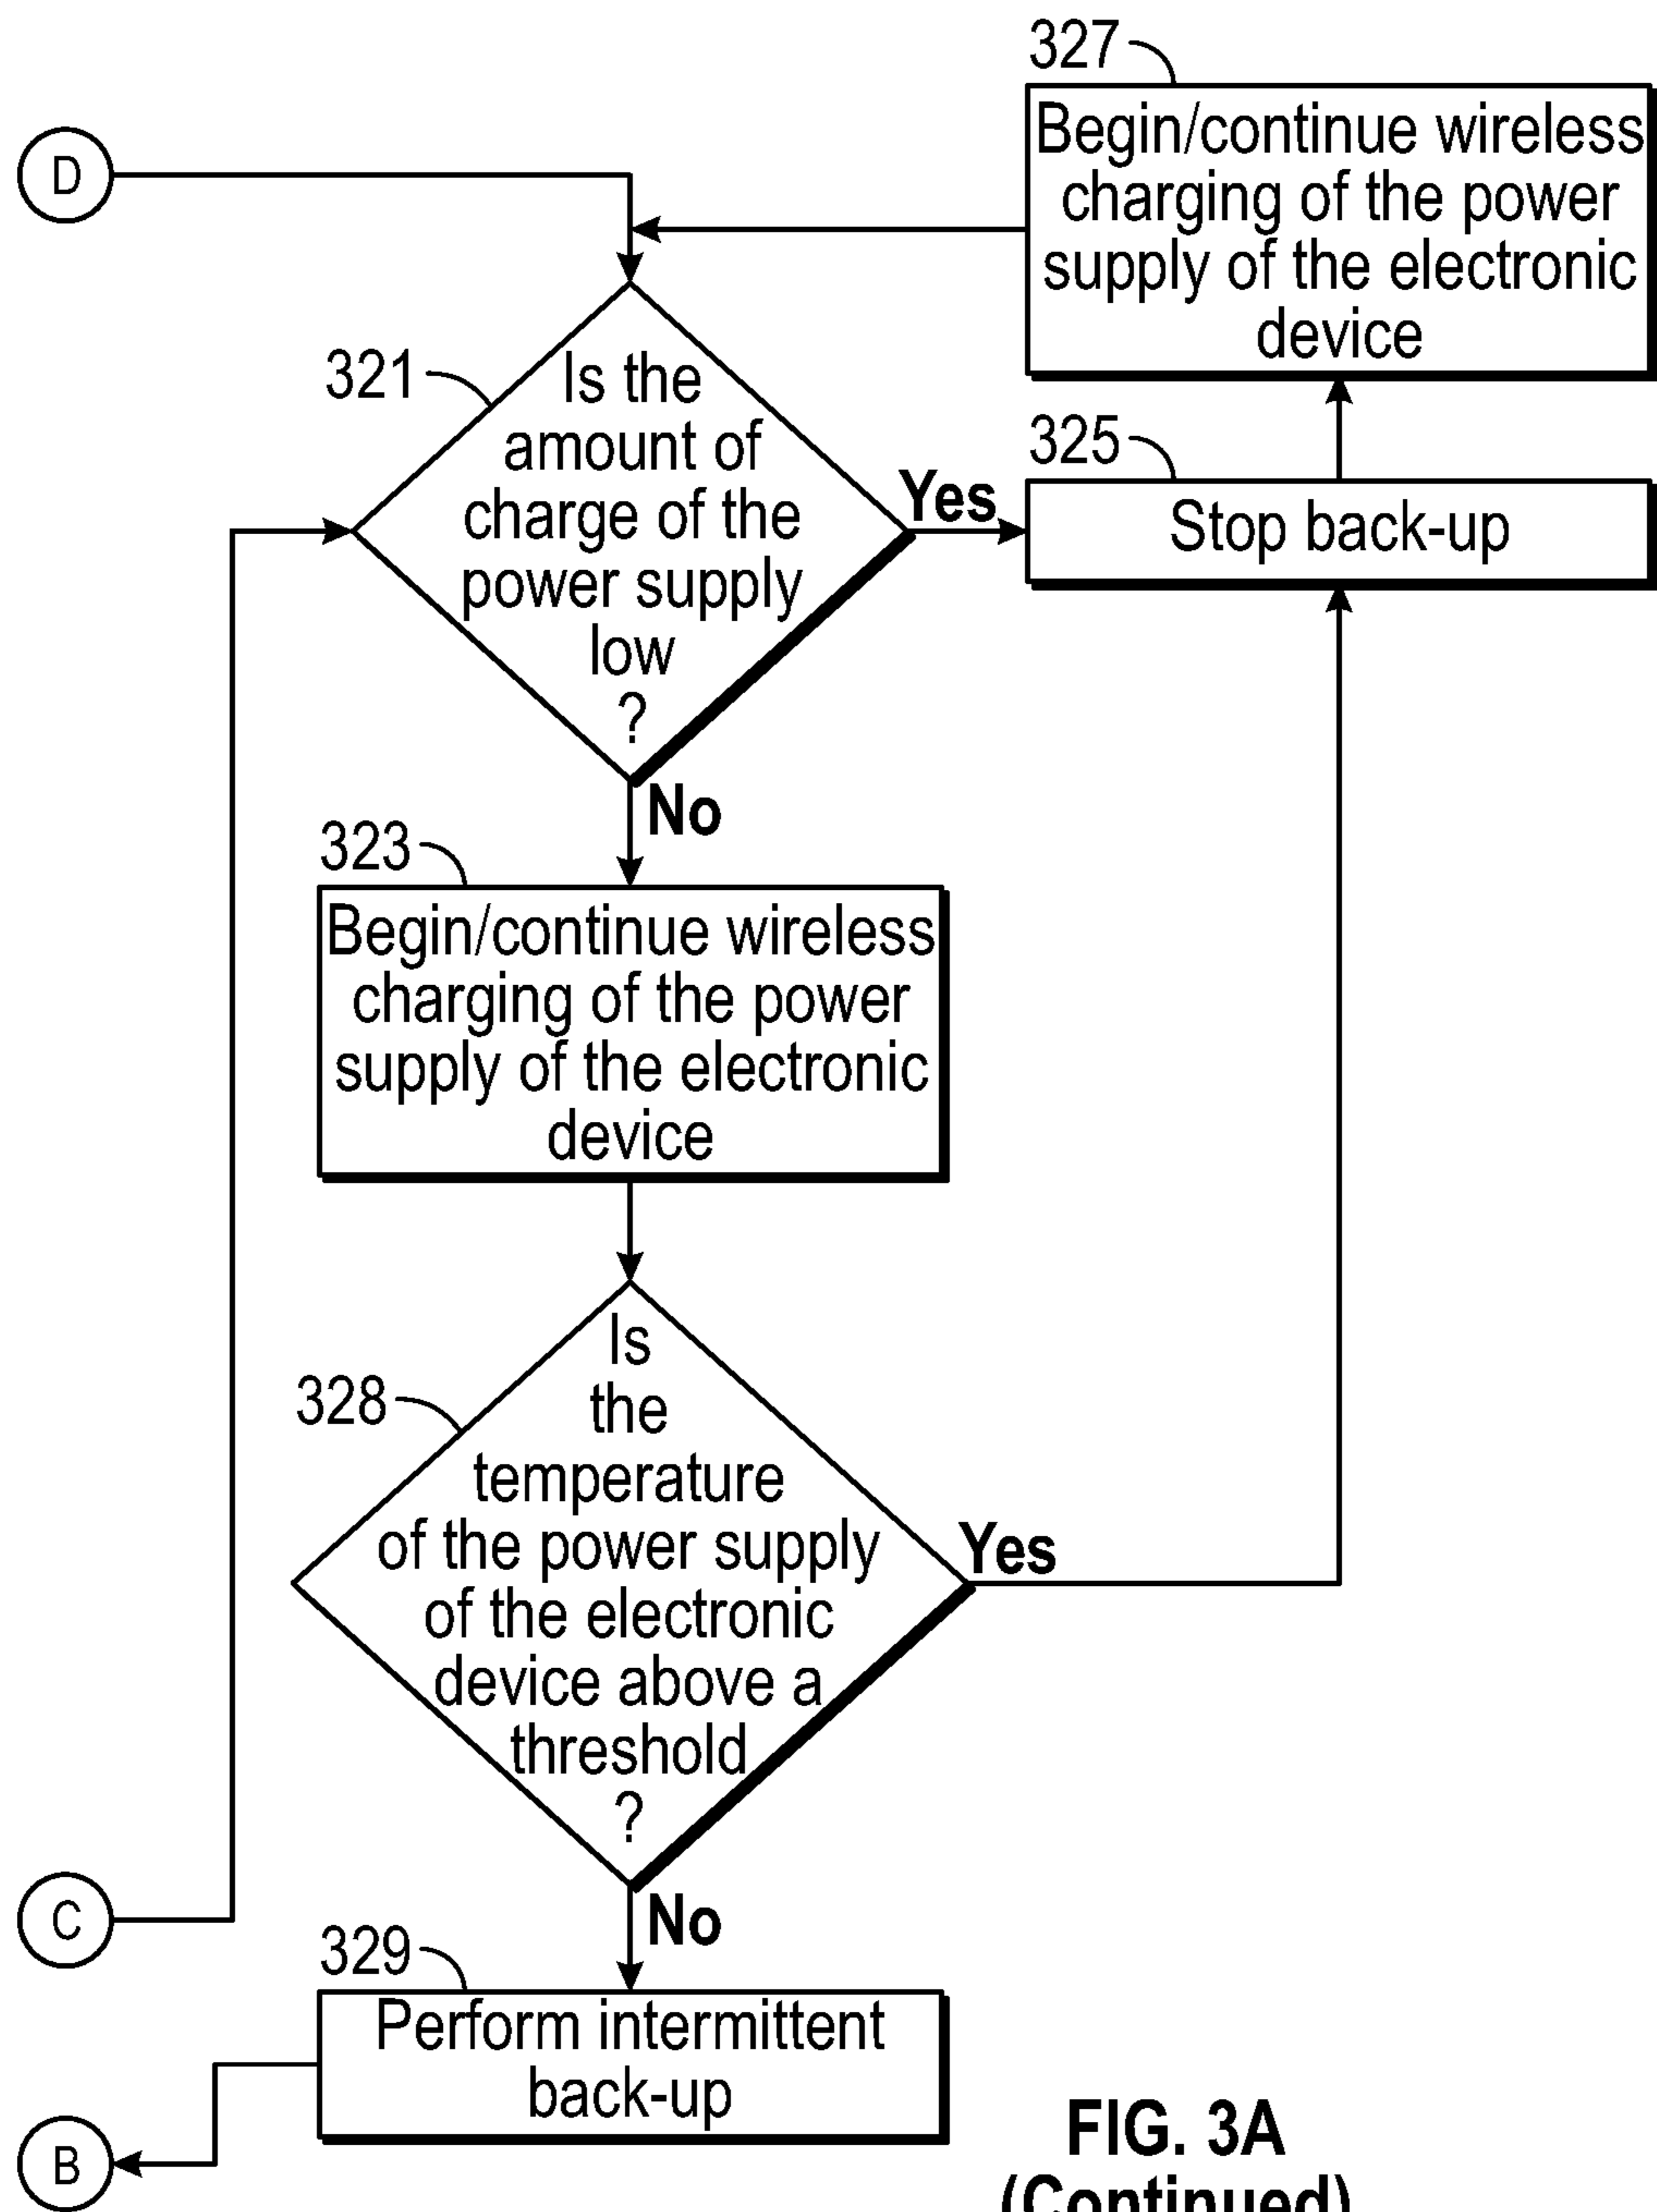 327
Begin/continue wireless
charging of the power
supply of the electronic
device
D
321
Is the
amount of
charge of the
power supply
low
?
Yes
325
Stop back-up
No
323
Begin/continue wireless
charging of the power
supply of the electronic
device
328
Is
the
temperature
of the power supply
of the electronic
device above a
threshold
?
Yes
C
No
329
Perform intermittent
back-up
B
FIG. 3A
(Continued)